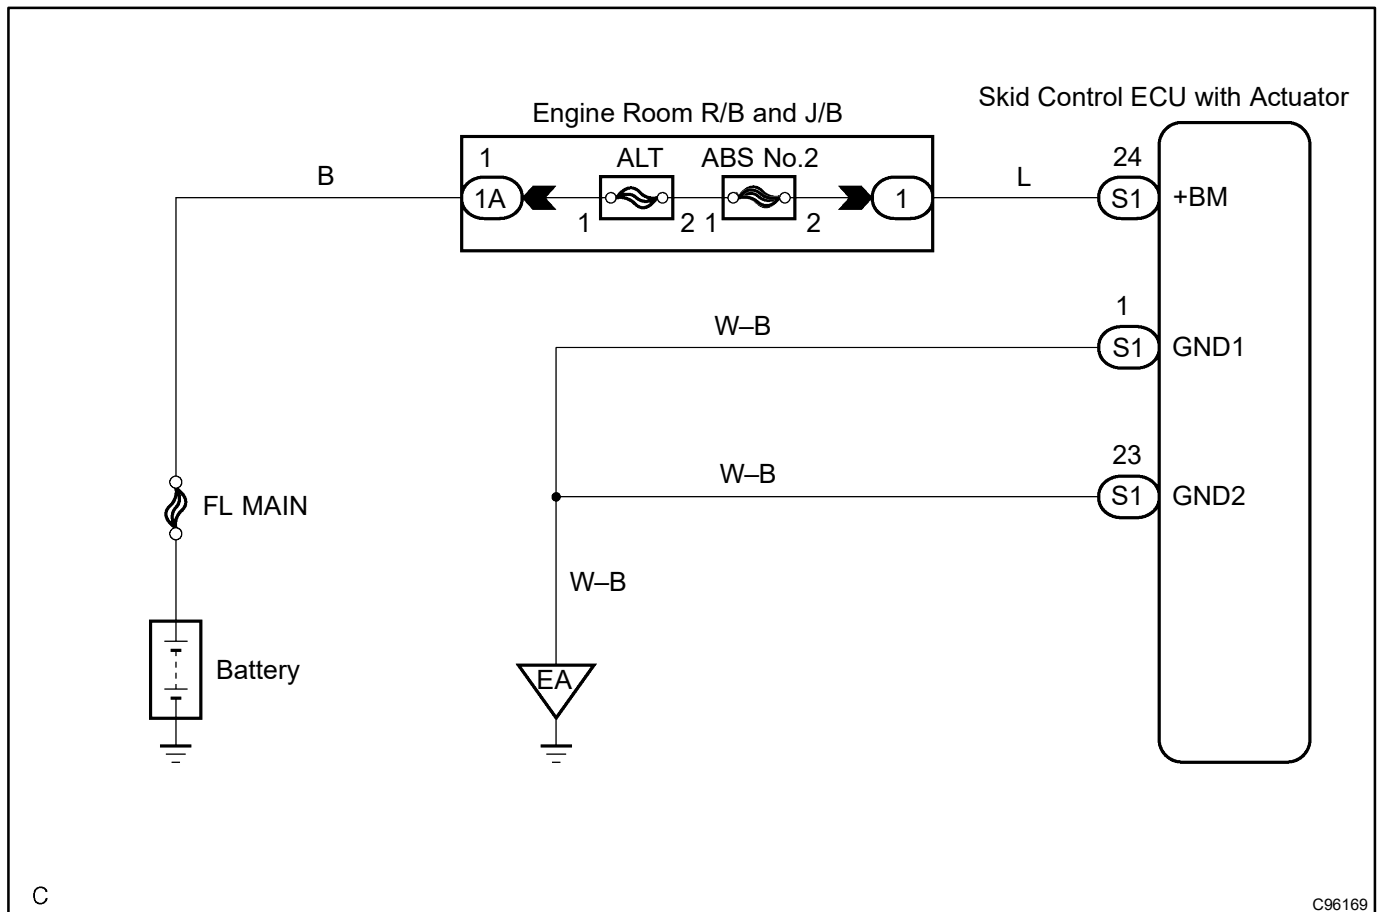 Skid Control ECU with Actuator
Engine Room R/B and J/B
1
ALT
ABS No.2
24
B
1A
1
L
S1
+BM
1
2
1
2
1
W–B
S1
GND1
23
W–B
S1
GND2
FL MAIN
W–B
Battery
EA
C
C96169